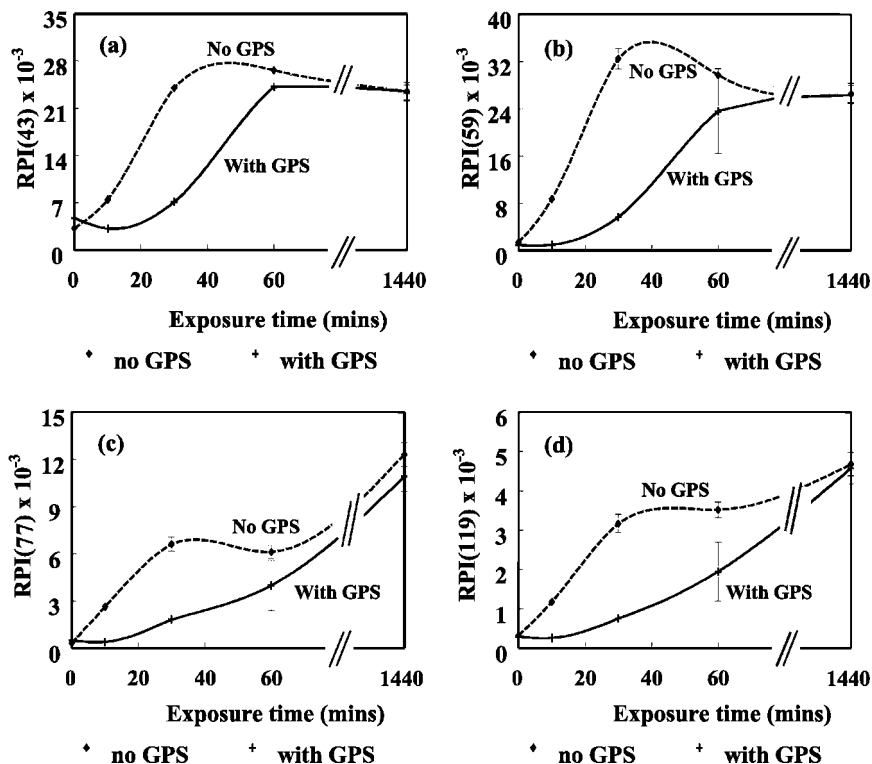 (a)
35
28
21
14
7
0
RPI(43) x 10⁻³
No GPS
With GPS
0 20 40 60 1440
Exposure time (mins)
no GPS with GPS
(b)
40
32
24
16
8
0
RPI(59) x 10⁻³
No GPS
With GPS
0 20 40 60 1440
Exposure time (mins)
no GPS with GPS
(c)
15
12
9
6
3
0
RPI(77) x 10⁻³
No GPS
With GPS
0 20 40 60 1440
Exposure time (mins)
no GPS with GPS
(d)
6
5
4
3
2
1
0
RPI(119) x 10⁻³
No GPS
With GPS
0 20 40 60 1440
Exposure time (mins)
no GPS with GPS